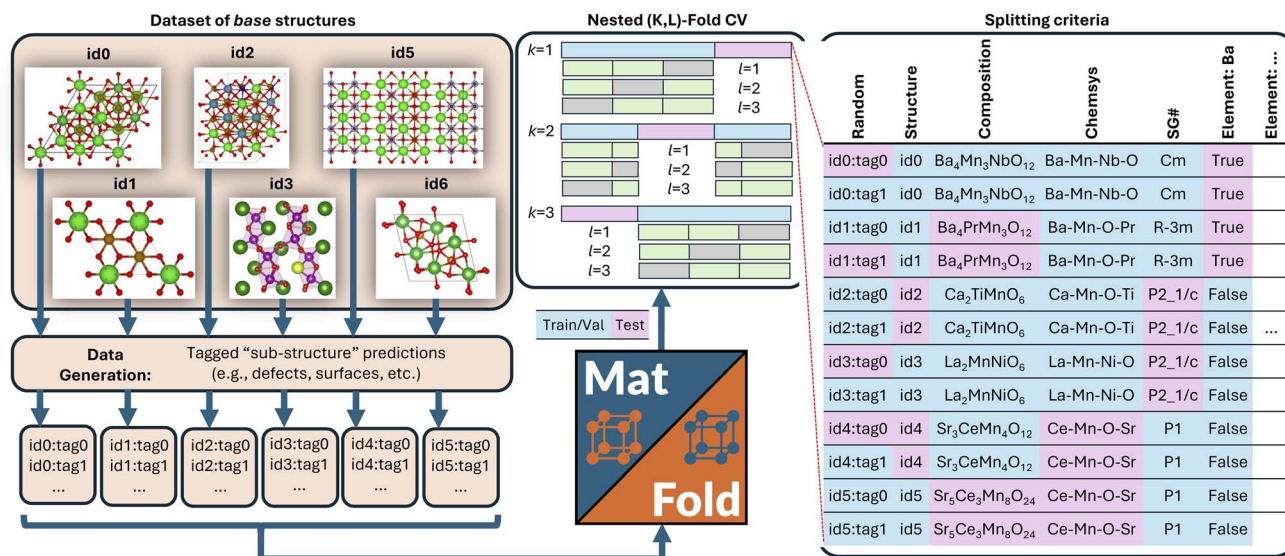 Dataset of base structures
id0
id2
id5
id1
id3
id6
Data Generation:
Tagged “sub-structure” predictions
(e.g., defects, surfaces, etc.)
id0:tag0
id0:tag1
...
id1:tag0
id1:tag1
...
id2:tag0
id2:tag1
...
id3:tag0
id3:tag1
...
id4:tag0
id4:tag1
...
id5:tag0
id5:tag1
...
Nested (K,L)-Fold CV
k=1
l=1
l=2
l=3
k=2
l=1
l=2
l=3
k=3
l=1
l=2
l=3
Train/Val Test
Mat
Fold
Splitting criteria
Random Structure Composition Chemsys SG# Element: Ba Element: ...
id0:tag0 id0 Ba₄Mn₃NbO₁₂ Ba-Mn-Nb-O Cm True
id0:tag1 id0 Ba₄Mn₃NbO₁₂ Ba-Mn-Nb-O Cm True
id1:tag0 id1 Ba₄PrMn₃O₁₂ Ba-Mn-O-Pr R-3m True
id1:tag1 id1 Ba₄PrMn₃O₁₂ Ba-Mn-O-Pr R-3m True
id2:tag0 id2 Ca₂TiMnO₆ Ca-Mn-O-Ti P2_1/c False
id2:tag1 id2 Ca₂TiMnO₆ Ca-Mn-O-Ti P2_1/c False ...
id3:tag0 id3 La₂MnNiO₆ La-Mn-Ni-O P2_1/c False
id3:tag1 id3 La₂MnNiO₆ La-Mn-Ni-O P2_1/c False
id4:tag0 id4 Sr₃CeMn₄O₁₂ Ce-Mn-O-Sr P1 False
id4:tag1 id4 Sr₃CeMn₄O₁₂ Ce-Mn-O-Sr P1 False
id5:tag0 id5 Sr₅Ce₃Mn₈O₂₄ Ce-Mn-O-Sr P1 False
id5:tag1 id5 Sr₅Ce₃Mn₈O₂₄ Ce-Mn-O-Sr P1 False